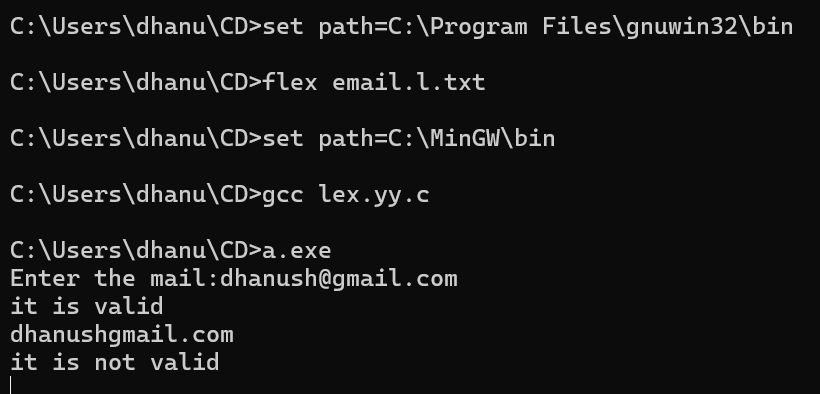 C:\Users\dhanu\CD>set path=C:\Program Files\gnuwin32\bin
C:\Users\dhanu\CD>flex email.l.txt
C:\Users\dhanu\CD>set path=C:\MinGW\bin
C:\Users\dhanu\CD>gcc lex.yy.c
C:\Users\dhanu\CD>a.exe
Enter the mail:dhanush@gmail.com
it is valid
dhanushgmail.com
it is not valid